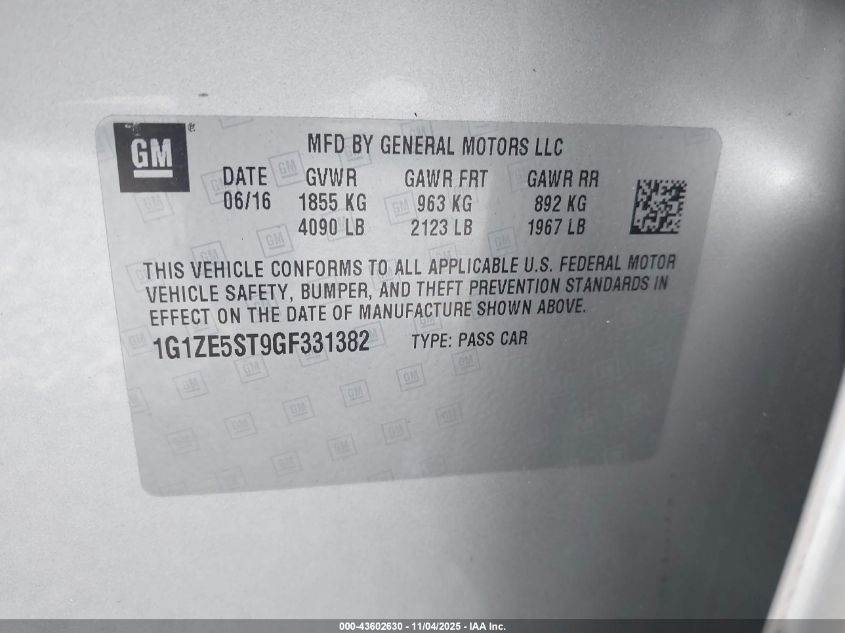 GM®
MFD BY GENERAL MOTORS LLC
DATE GVWR GAWR FRT GAWR RR
06/16 1855 KG 963 KG 892 KG
4090 LB 2123 LB 1967 LB
THIS VEHICLE CONFORMS TO ALL APPLICABLE U.S. FEDERAL MOTOR
VEHICLE SAFETY, BUMPER, AND THEFT PREVENTION STANDARDS IN
EFFECT ON THE DATE OF MANUFACTURE SHOWN ABOVE.
1G1ZE5ST9GF331382 TYPE: PASS CAR
000-43602630 - 11/04/2025 - IAA Inc.